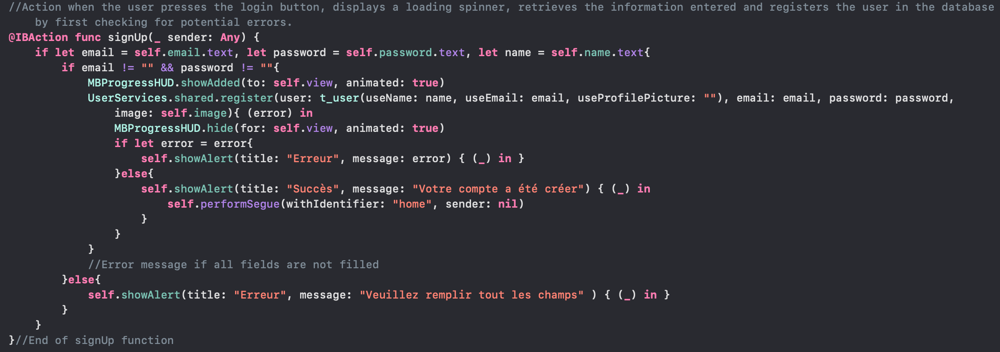 //Action when the user presses the login button, displays a loading spinner, retrieves the information entered and registers the user in the database
    by first checking for potential errors.
@IBAction func signUp(_ sender: Any) {
    if let email = self.email.text, let password = self.password.text, let name = self.name.text{
        if email != "" && password != ""{
            MBProgressHUD.showAdded(to: self.view, animated: true)
            UserServices.shared.register(user: t_user(useName: name, useEmail: email, useProfilePicture: ""), email: email, password: password,
                image: self.image){ (error) in
                MBProgressHUD.hide(for: self.view, animated: true)
                if let error = error{
                    self.showAlert(title: "Erreur", message: error) { (_) in }
                }else{
                    self.showAlert(title: "Succès", message: "Votre compte a été créer") { (_) in
                        self.performSegue(withIdentifier: "home", sender: nil)
                    }
                }
            }
            //Error message if all fields are not filled
        }else{
            self.showAlert(title: "Erreur", message: "Veuillez remplir tout les champs" ) { (_) in }
        }
    }
}//End of signUp function